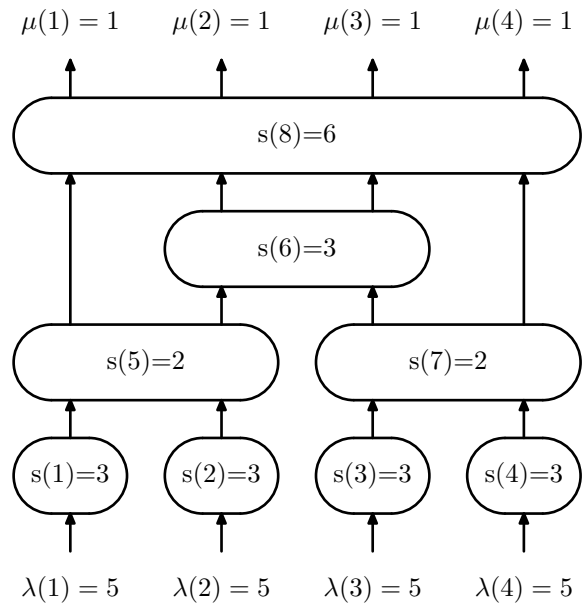 μ(1) = 1 μ(2) = 1 μ(3) = 1 μ(4) = 1
s(8)=6
s(6)=3
s(5)=2 s(7)=2
s(1)=3 s(2)=3 s(3)=3 s(4)=3
λ(1) = 5 λ(2) = 5 λ(3) = 5 λ(4) = 5